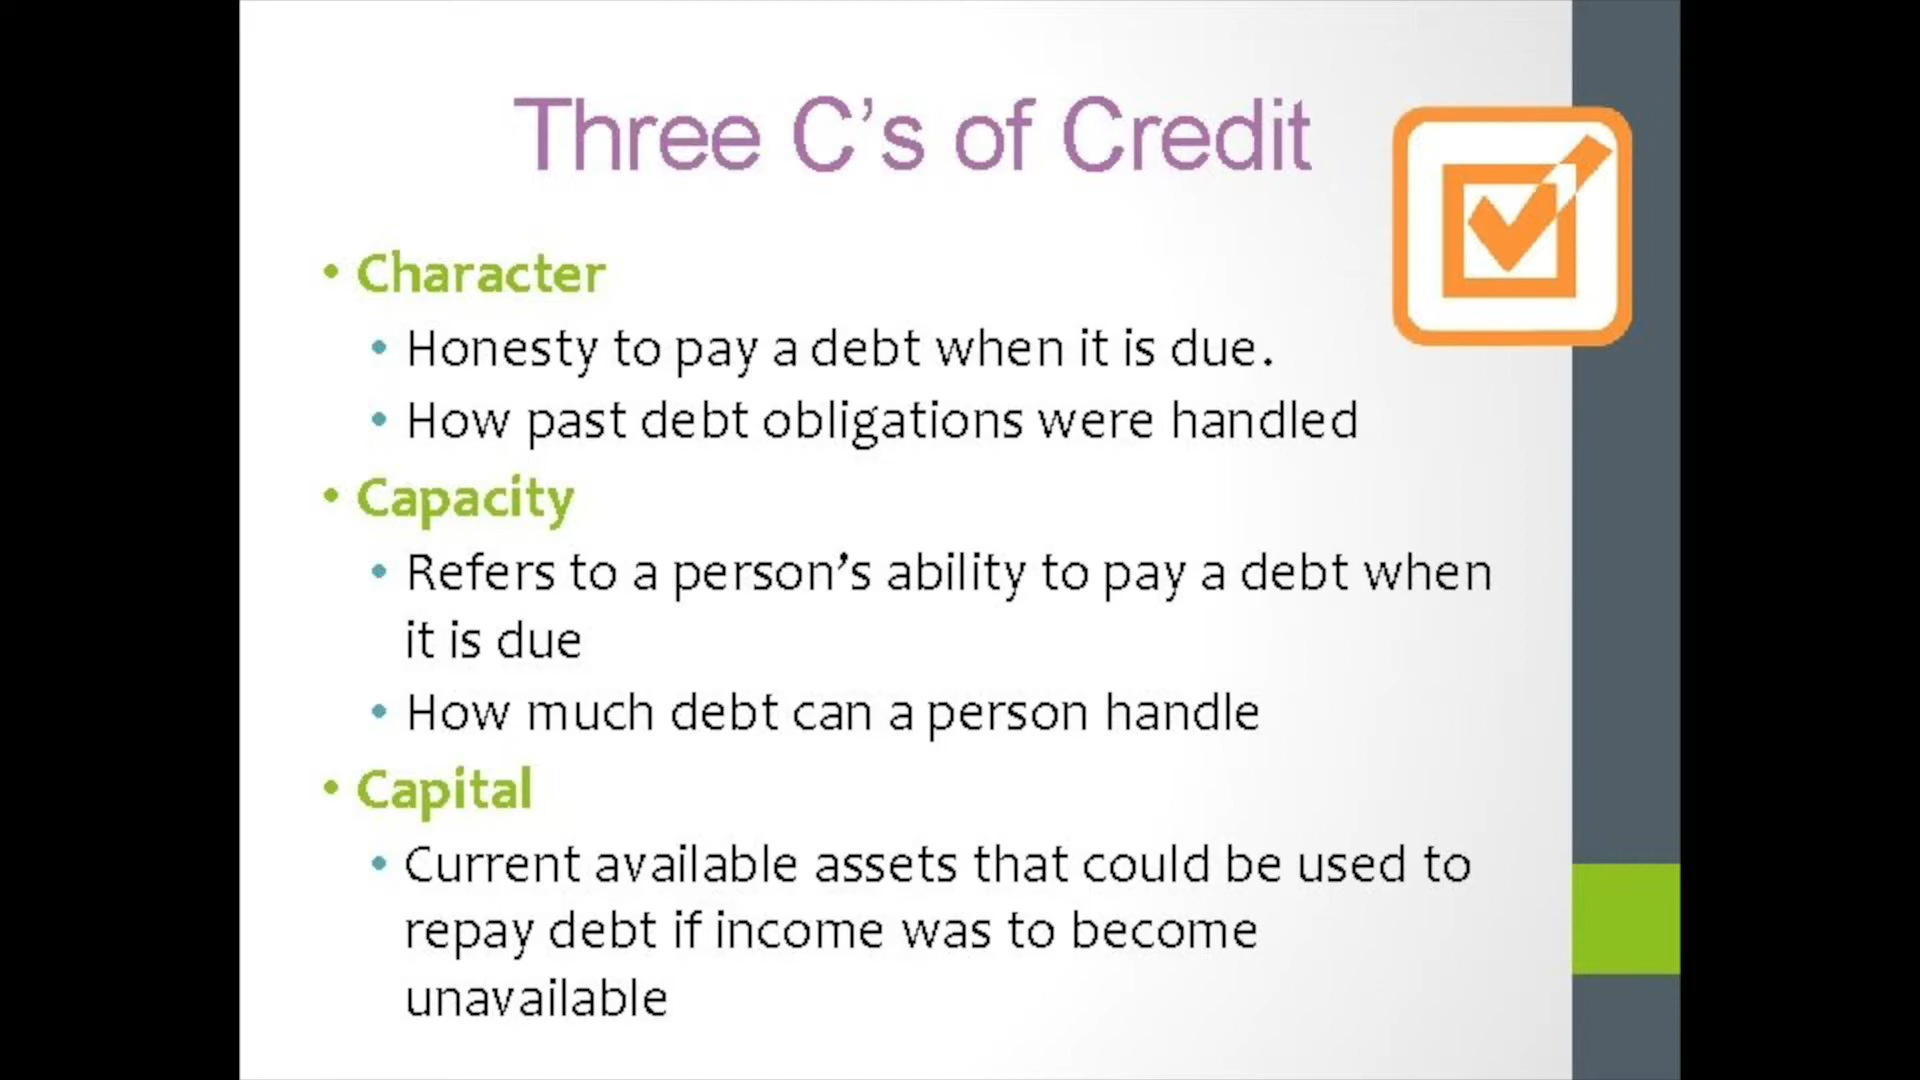 Three C’s of Credit
• Character
• Honesty to pay a debt when it is due.
• How past debt obligations were handled
• Capacity
• Refers to a person’s ability to pay a debt when
it is due
• How much debt can a person handle
• Capital
• Current available assets that could be used to
repay debt if income was to become
unavailable